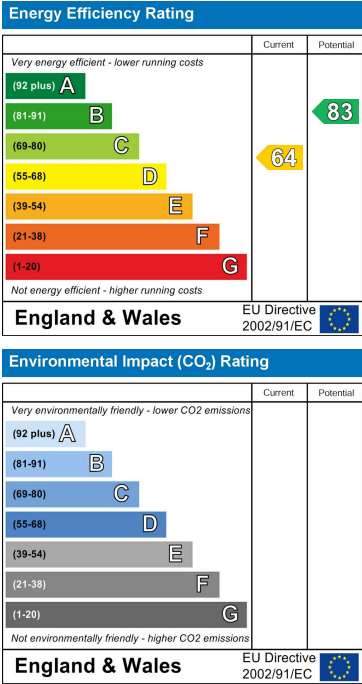 Energy Efficiency Rating
Current Potential
Very energy efficient - lower running costs
(92 plus) A
(81-91) B
83
(69-80) C
64
(55-68) D
(39-54) E
(21-38) F
(1-20) G
Not energy efficient - higher running costs
England & Wales
EU Directive
2002/91/EC
Environmental Impact (CO₂) Rating
Current Potential
Very environmentally friendly - lower CO2 emissions
(92 plus) A
(81-91) B
(69-80) C
(55-68) D
(39-54) E
(21-38) F
(1-20) G
Not environmentally friendly - higher CO2 emissions
England & Wales
EU Directive
2002/91/EC